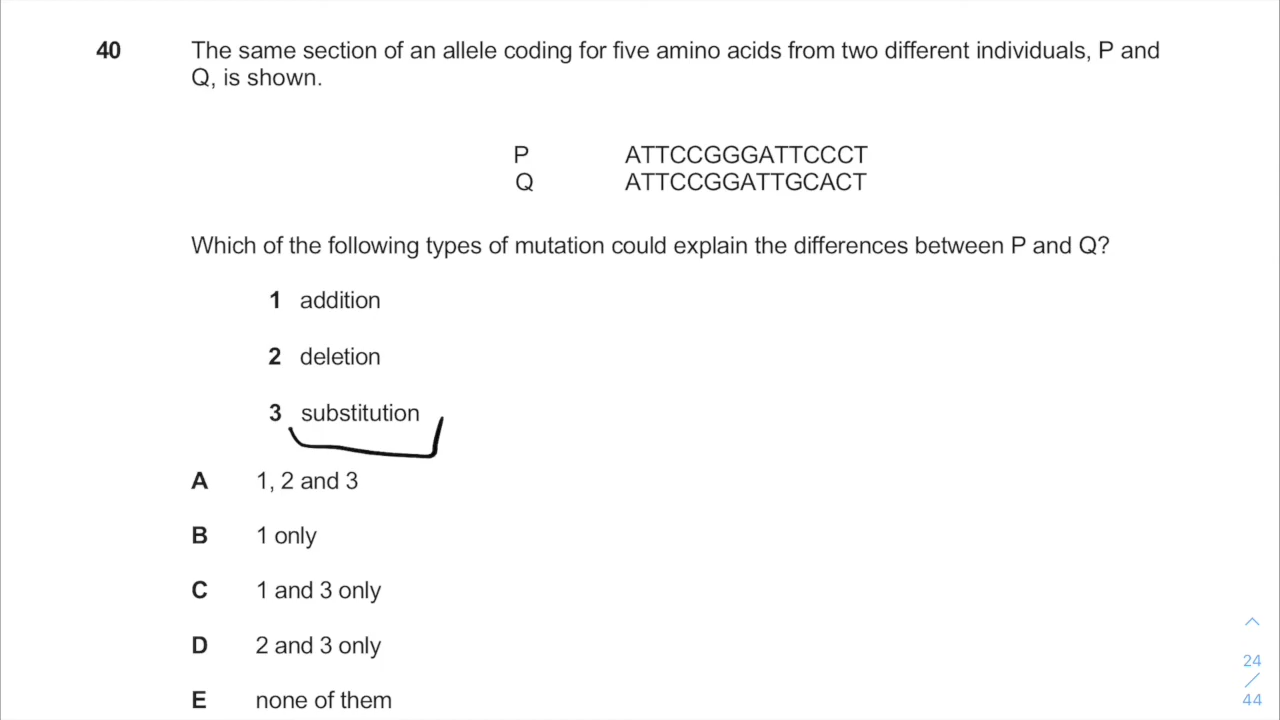 40 The same section of an allele coding for five amino acids from two different individuals, P and
Q, is shown.
P ATTCCGGGATTCCCT
Q ATTCCGGATTGCACT
Which of the following types of mutation could explain the differences between P and Q?
1 addition
2 deletion
3 substitution
A 1, 2 and 3
B 1 only
C 1 and 3 only
D 2 and 3 only
E none of them
24
/
44